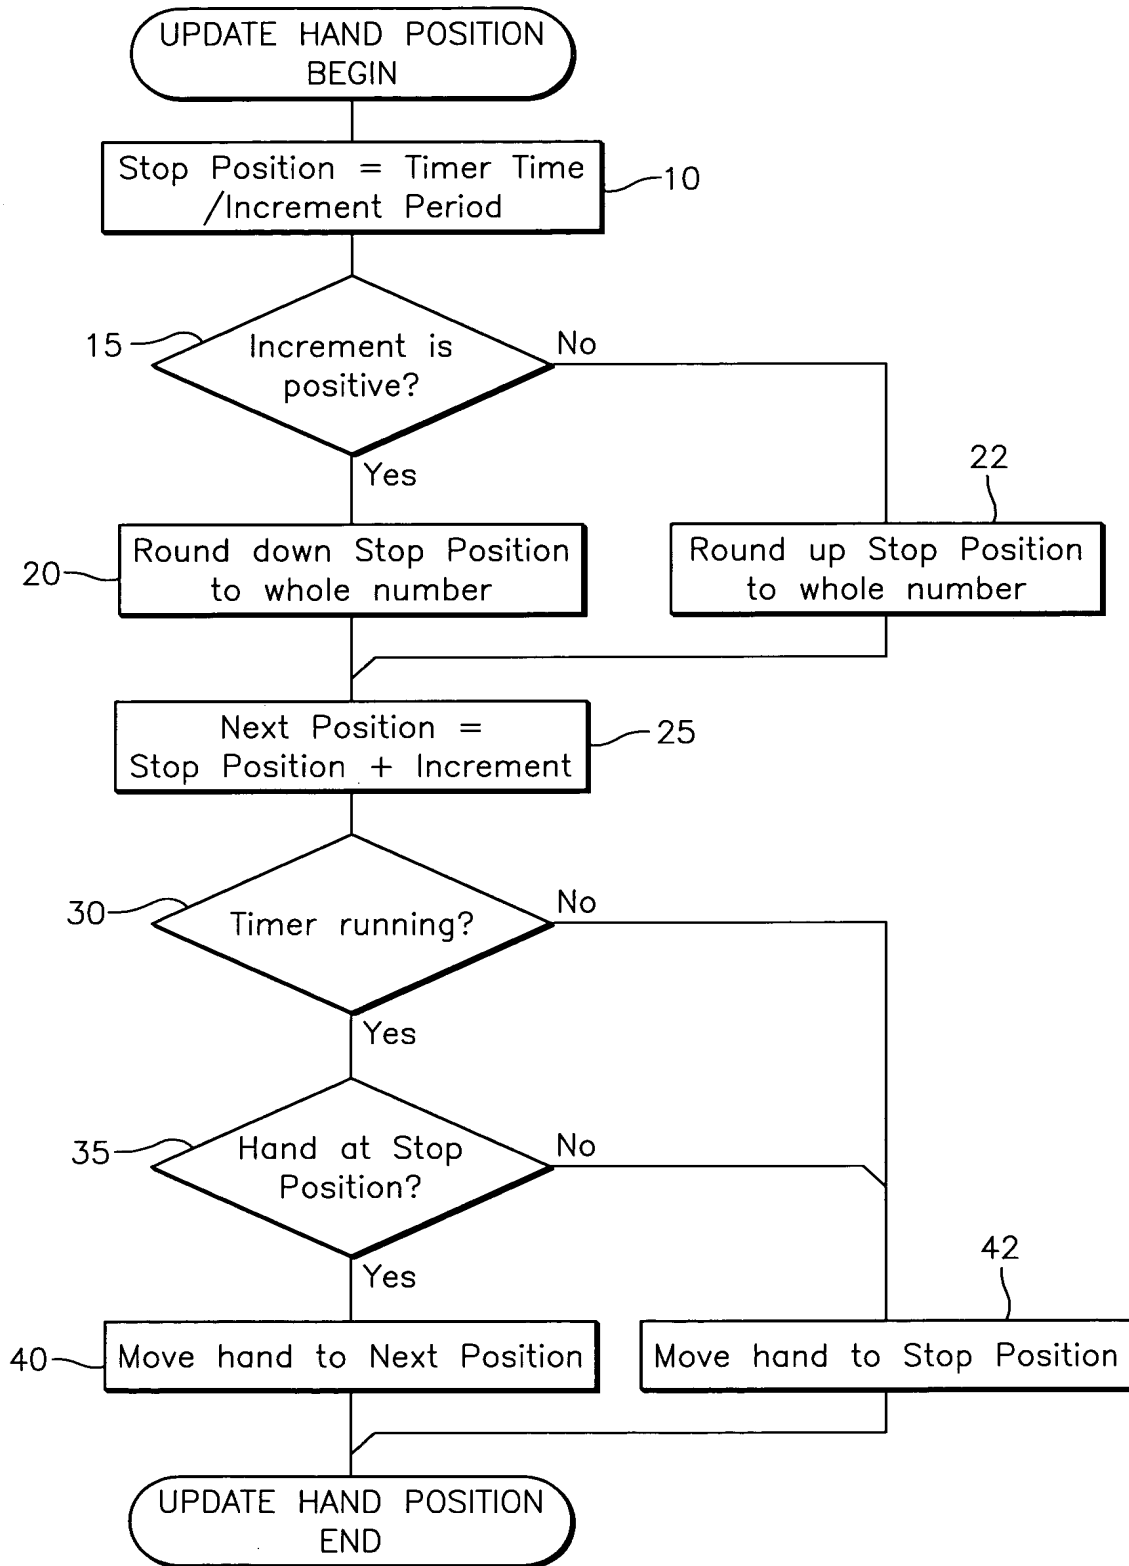 UPDATE HAND POSITION
BEGIN
Stop Position = Timer Time
/Increment Period
10
15
Increment is
positive?
No
Yes
22
20
Round down Stop Position
to whole number
Round up Stop Position
to whole number
Next Position =
Stop Position + Increment
25
30
Timer running?
No
Yes
35
Hand at Stop
Position?
No
Yes
42
40
Move hand to Next Position
Move hand to Stop Position
UPDATE HAND POSITION
END